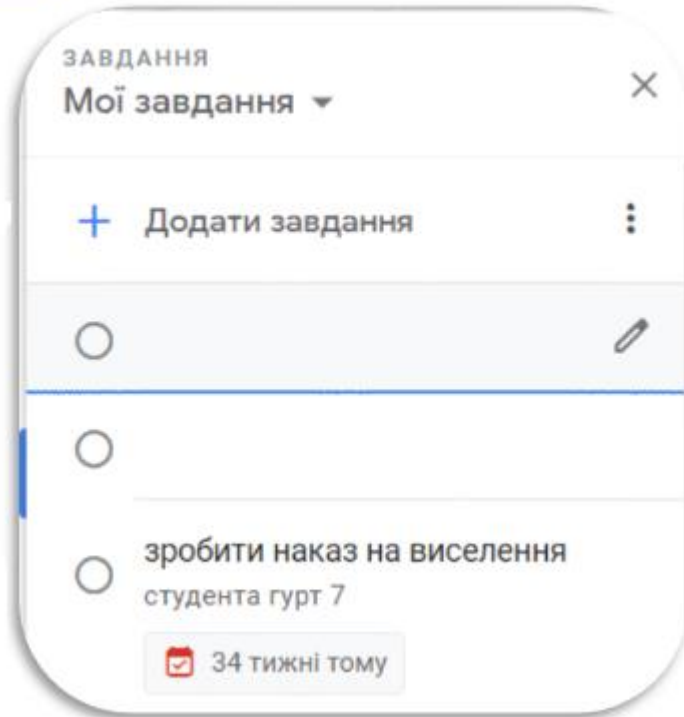 ЗАВДАННЯ
Мої завдання
Додати завдання
зробити наказ на виселення
студента гурт 7
34 тижні тому